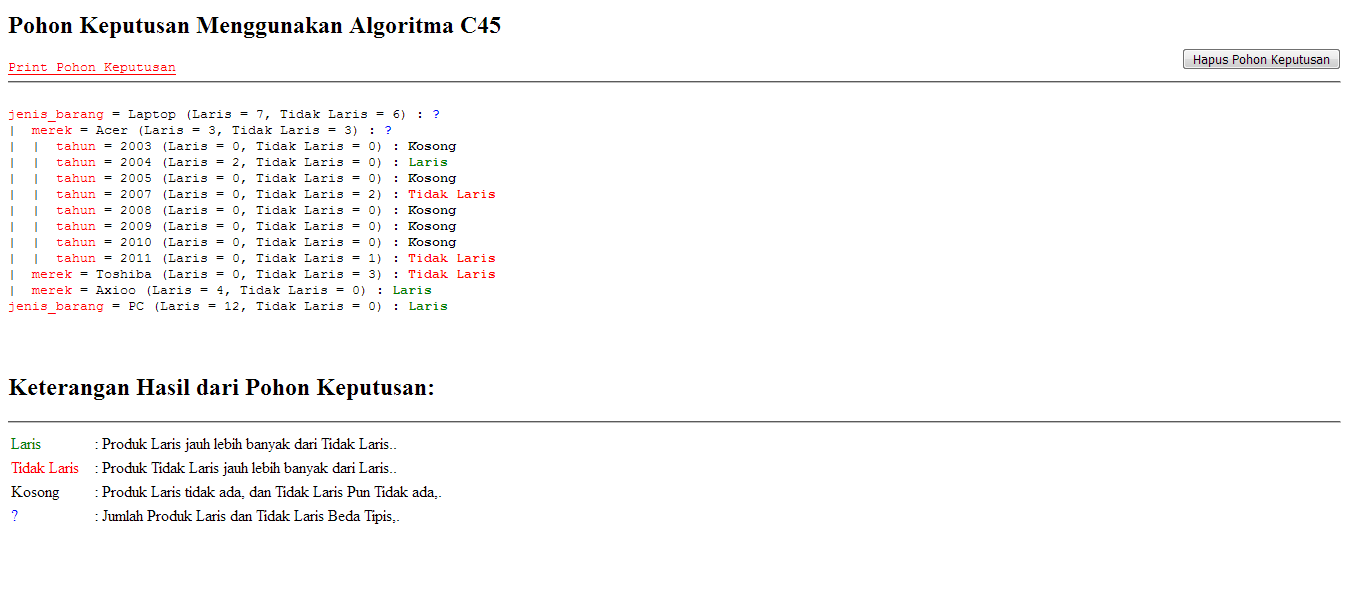 Pohon Keputusan Menggunakan Algoritma C45
Print Pohon Keputusan
Hapus Pohon Keputusan
jenis_barang = Laptop (Laris = 7, Tidak Laris = 6) : ?
| merek = Acer (Laris = 3, Tidak Laris = 3) : ?
| | tahun = 2003 (Laris = 0, Tidak Laris = 0) : Kosong
| | tahun = 2004 (Laris = 2, Tidak Laris = 0) : Laris
| | tahun = 2005 (Laris = 0, Tidak Laris = 0) : Kosong
| | tahun = 2007 (Laris = 0, Tidak Laris = 2) : Tidak Laris
| | tahun = 2008 (Laris = 0, Tidak Laris = 0) : Kosong
| | tahun = 2009 (Laris = 0, Tidak Laris = 0) : Kosong
| | tahun = 2010 (Laris = 0, Tidak Laris = 0) : Kosong
| | tahun = 2011 (Laris = 0, Tidak Laris = 1) : Tidak Laris
| merek = Toshiba (Laris = 0, Tidak Laris = 3) : Tidak Laris
| merek = Axioo (Laris = 4, Tidak Laris = 0) : Laris
jenis_barang = PC (Laris = 12, Tidak Laris = 0) : Laris
Keterangan Hasil dari Pohon Keputusan:
Laris : Produk Laris jauh lebih banyak dari Tidak Laris..
Tidak Laris : Produk Tidak Laris jauh lebih banyak dari Laris..
Kosong : Produk Laris tidak ada, dan Tidak Laris Pun Tidak ada,.
? : Jumlah Produk Laris dan Tidak Laris Beda Tipis,.